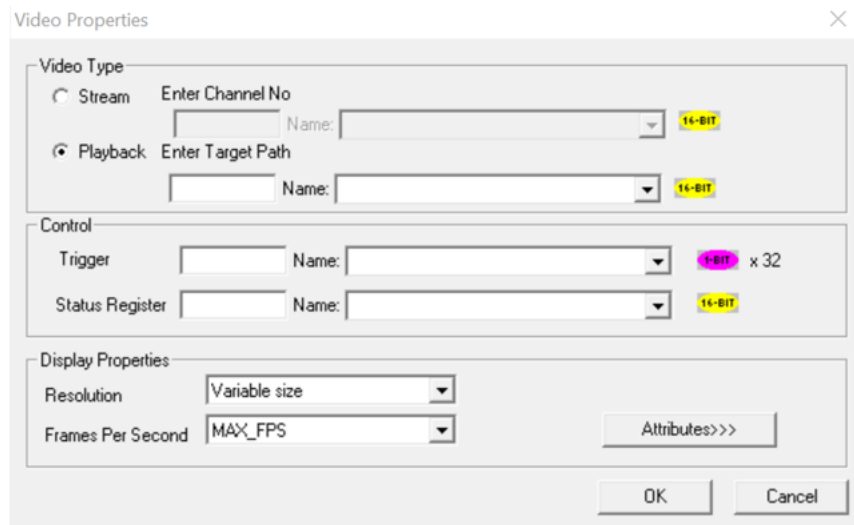 Video Properties
Video Type
Stream Enter Channel No
Name: 16-BIT
Playback Enter Target Path
Name: 16-BIT
Control
Trigger Name: 1-BIT x 32
Status Register Name: 16-BIT
Display Properties
Resolution Variable size
Frames Per Second MAX_FPS Attributes>>>
OK Cancel